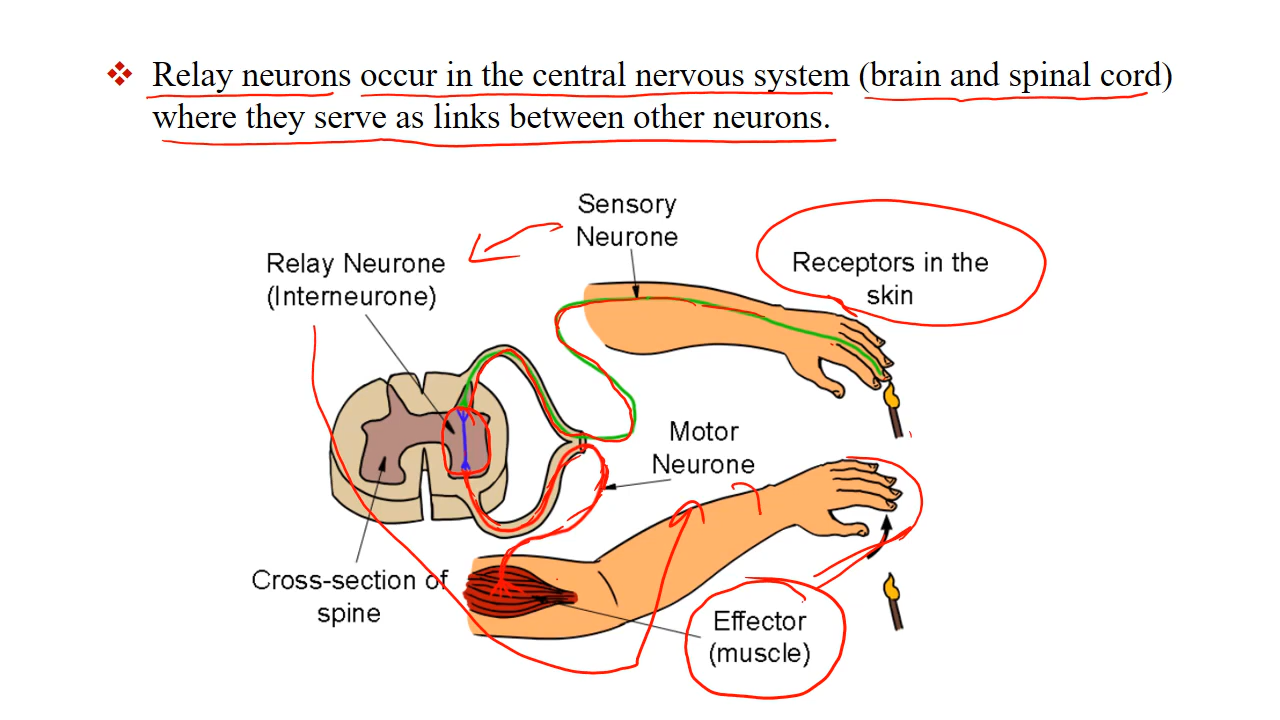 Relay neurons occur in the central nervous system (brain and spinal cord)
where they serve as links between other neurons.
Sensory
Neurone
Receptors in the
skin
Relay Neurone
(Interneurone)
Motor
Neurone
Cross-section of
spine
Effector
(muscle)